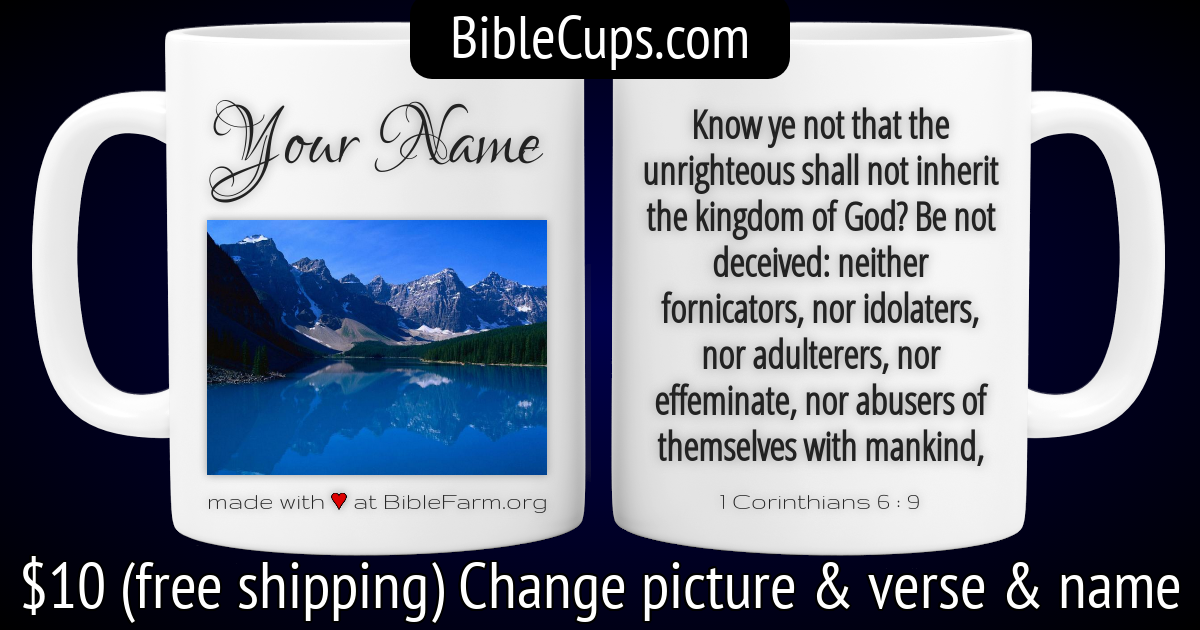 BibleCups.com
Your Name
made with ♥ at BibleFarm.org
Know ye not that the
unrighteous shall not inherit
the kingdom of God? Be not
deceived: neither
fornicators, nor idolaters,
nor adulterers, nor
effeminate, nor abusers of
themselves with mankind,
1 Corinthians 6 : 9
$10 (free shipping) Change picture & verse & name